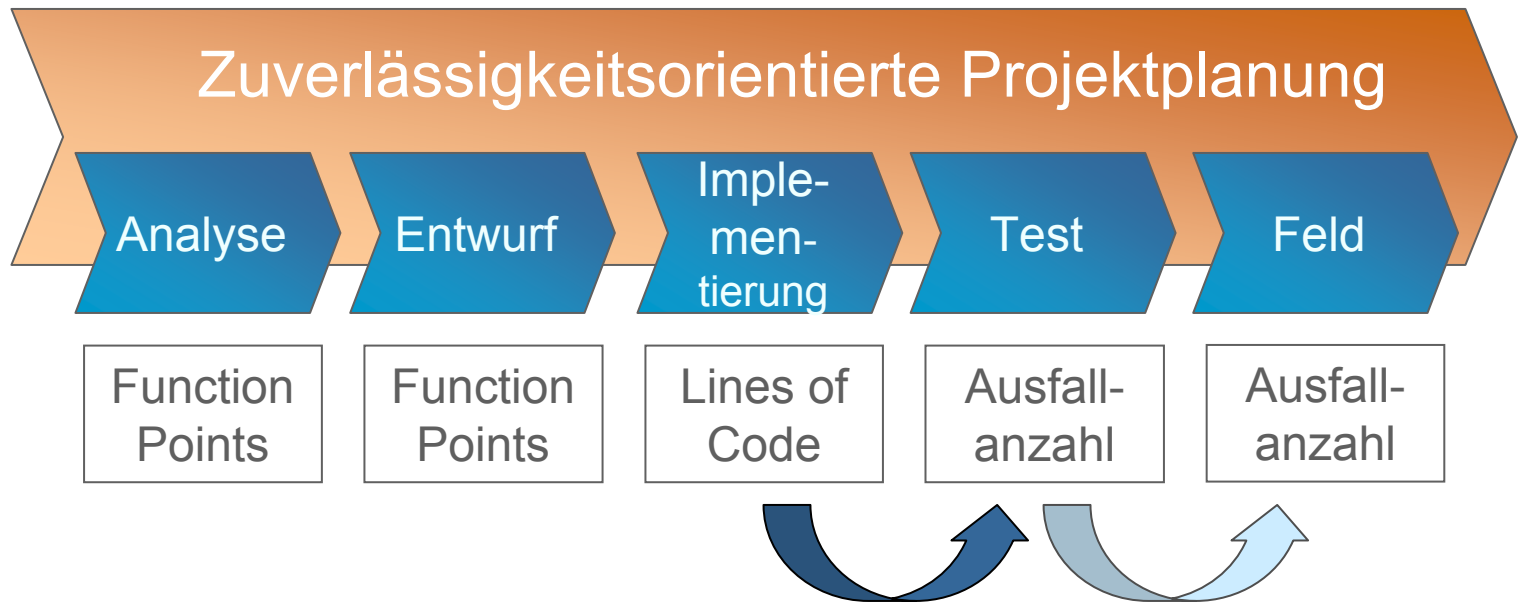 Zuverlässigkeitsorientierte Projektplanung
Analyse
Entwurf
Imple-
men-
tierung
Test
Feld
Function
Points
Function
Points
Lines of
Code
Ausfall-
anzahl
Ausfall-
anzahl